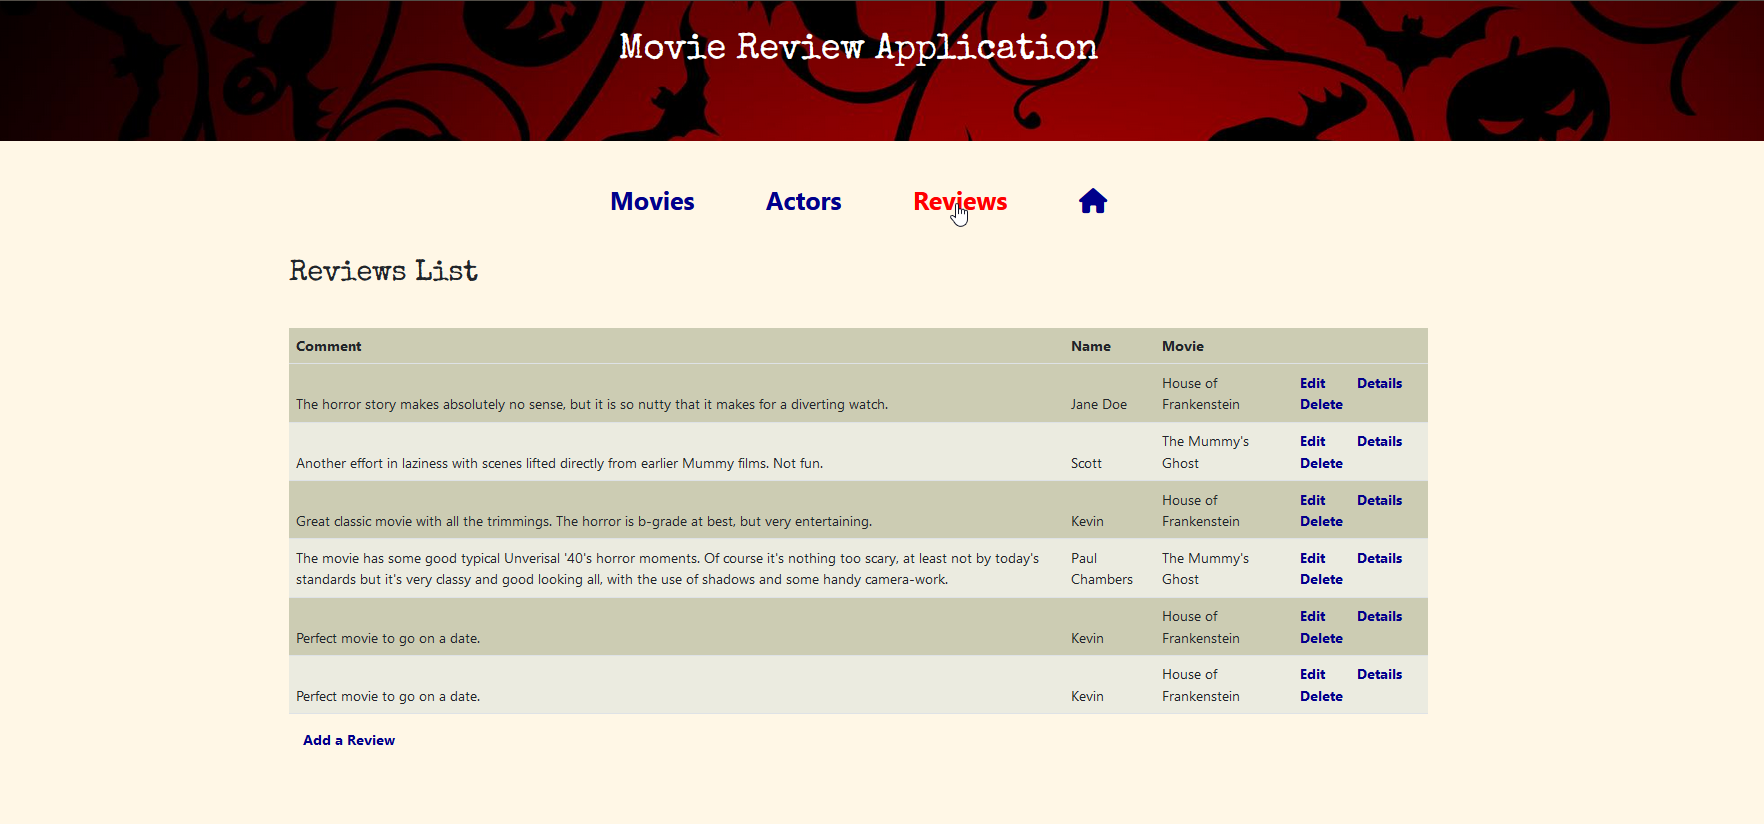 Movie Review Application
Movies Actors Reviews
Reviews List
Comment Name Movie
House of Edit Details
The horror story makes absolutely no sense, but it is so nutty that it makes for a diverting watch. Jane Doe Frankenstein Delete
The Mummy's Edit Details
Another effort in laziness with scenes lifted directly from earlier Mummy films. Not fun. Scott Ghost Delete
House of Edit Details
Great classic movie with all the trimmings. The horror is b-grade at best, but very entertaining. Kevin Frankenstein Delete
The movie has some good typical Unverisal '40's horror moments. Of course it's nothing too scary, at least not by today's Paul The Mummy's Edit Details
standards but it's very classy and good looking all, with the use of shadows and some handy camera-work. Chambers Ghost Delete
House of Edit Details
Perfect movie to go on a date. Kevin Frankenstein Delete
House of Edit Details
Perfect movie to go on a date. Kevin Frankenstein Delete
Add a Review